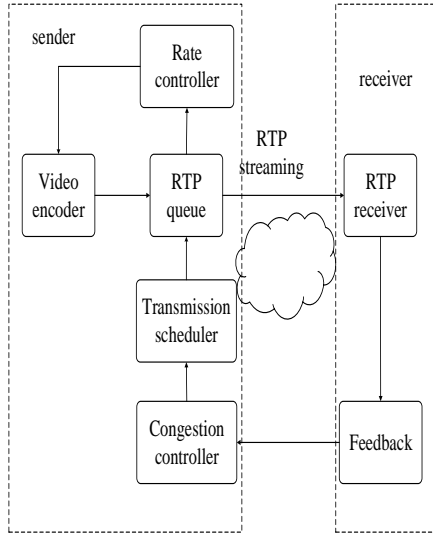 sender
Rate
controller
receiver
RTP
streaming
Video
encoder
RTP
queue
RTP
receiver
Transmission
scheduler
Congestion
controller
Feedback